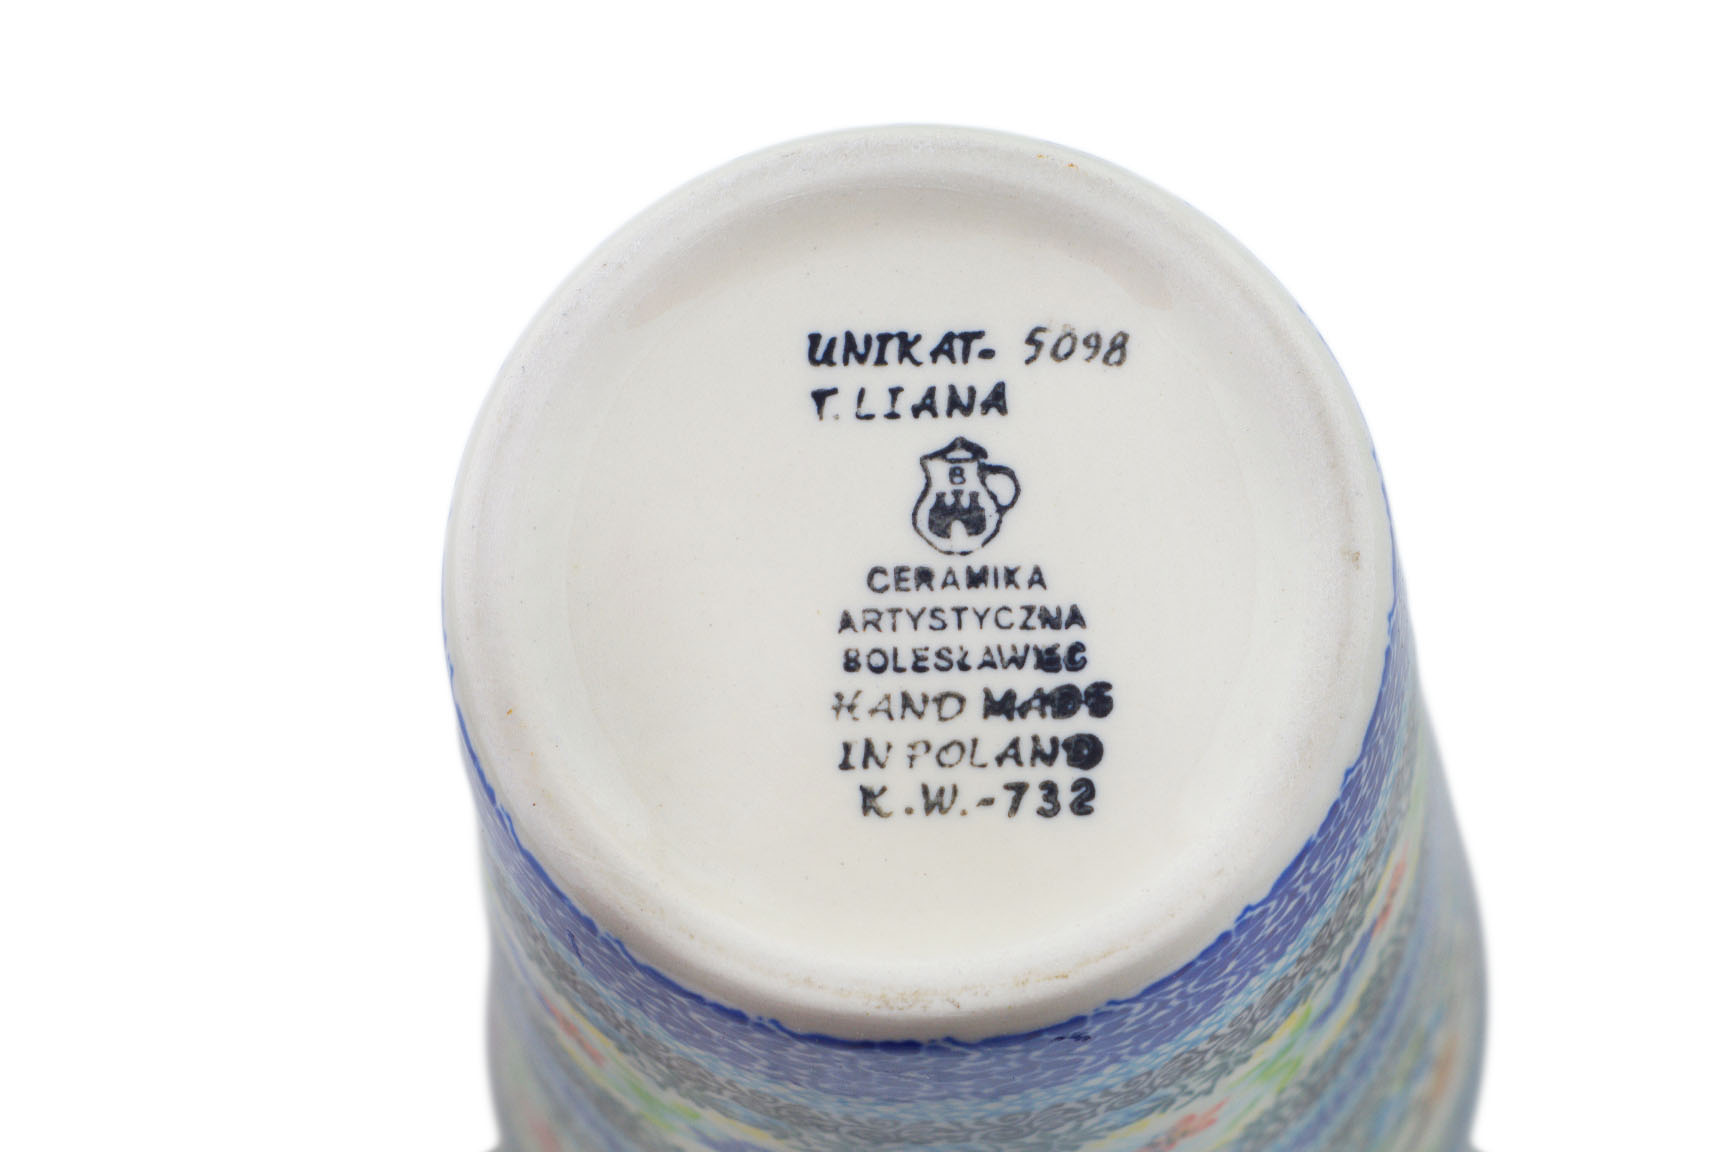 UNIKAT- 5098
T. LIANA
B
CERAMIKA
ARTYSTYCZNA
BOLESŁAWIEC
HAND MADE
IN POLAND
K.W.-732